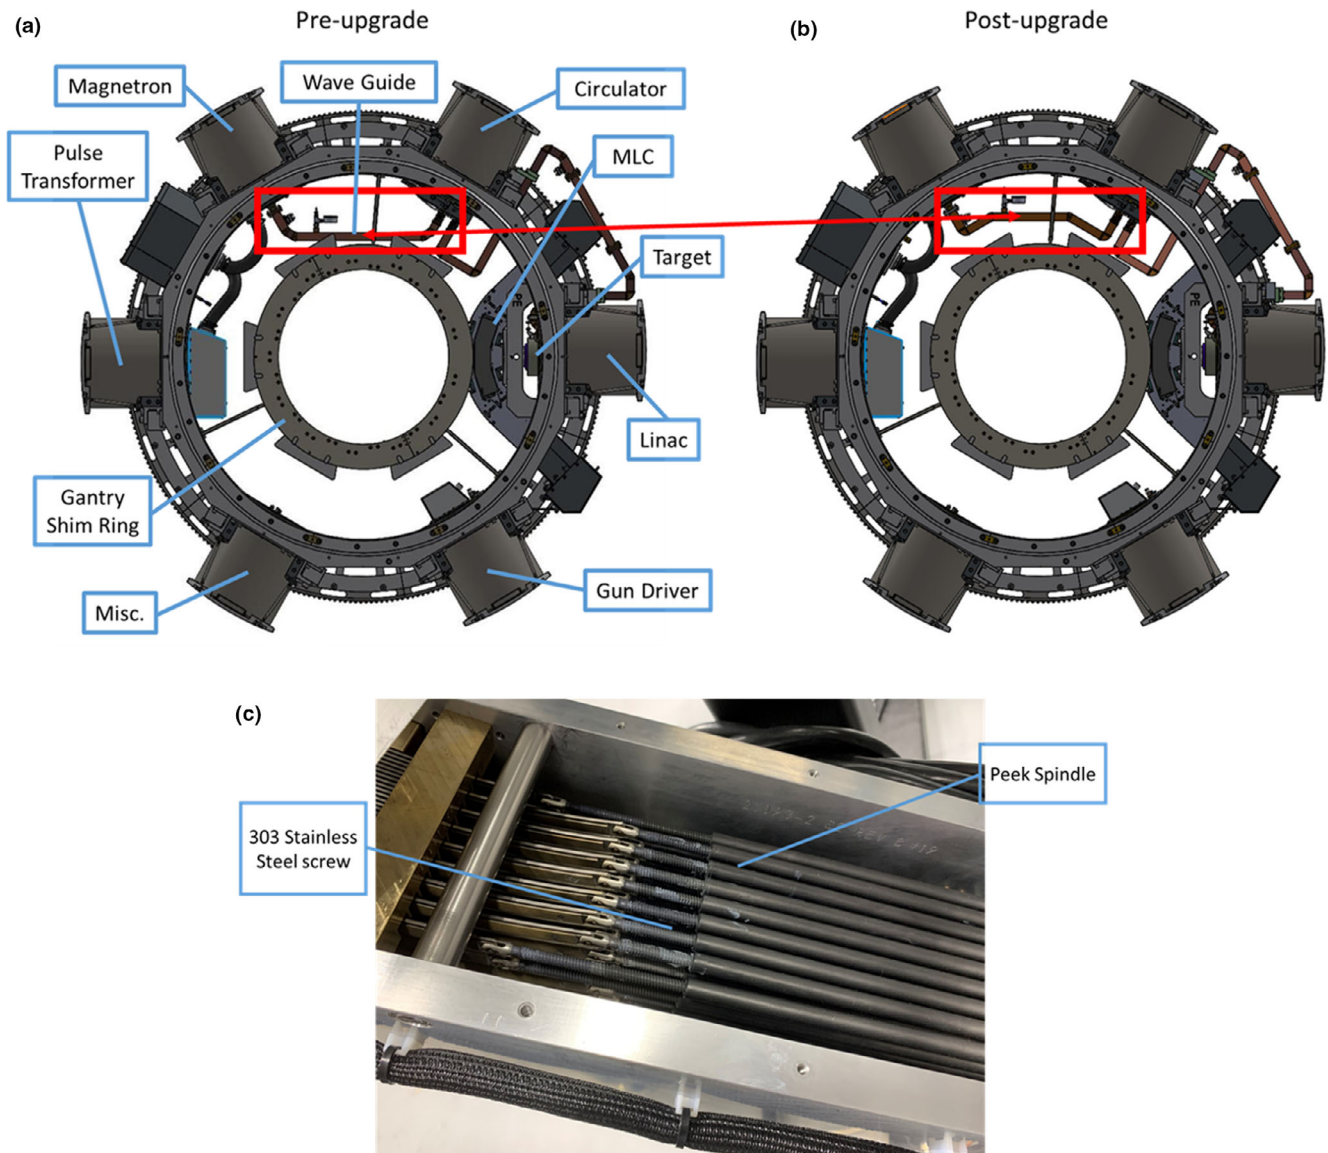 (a)
Pre-upgrade
(b)
Post-upgrade
Magnetron
Wave Guide
Circulator
Pulse
Transformer
MLC
Target
PE
PE
Linac
Gantry
Shim Ring
Misc.
Gun Driver
(c)
Peek Spindle
303 Stainless
Steel screw